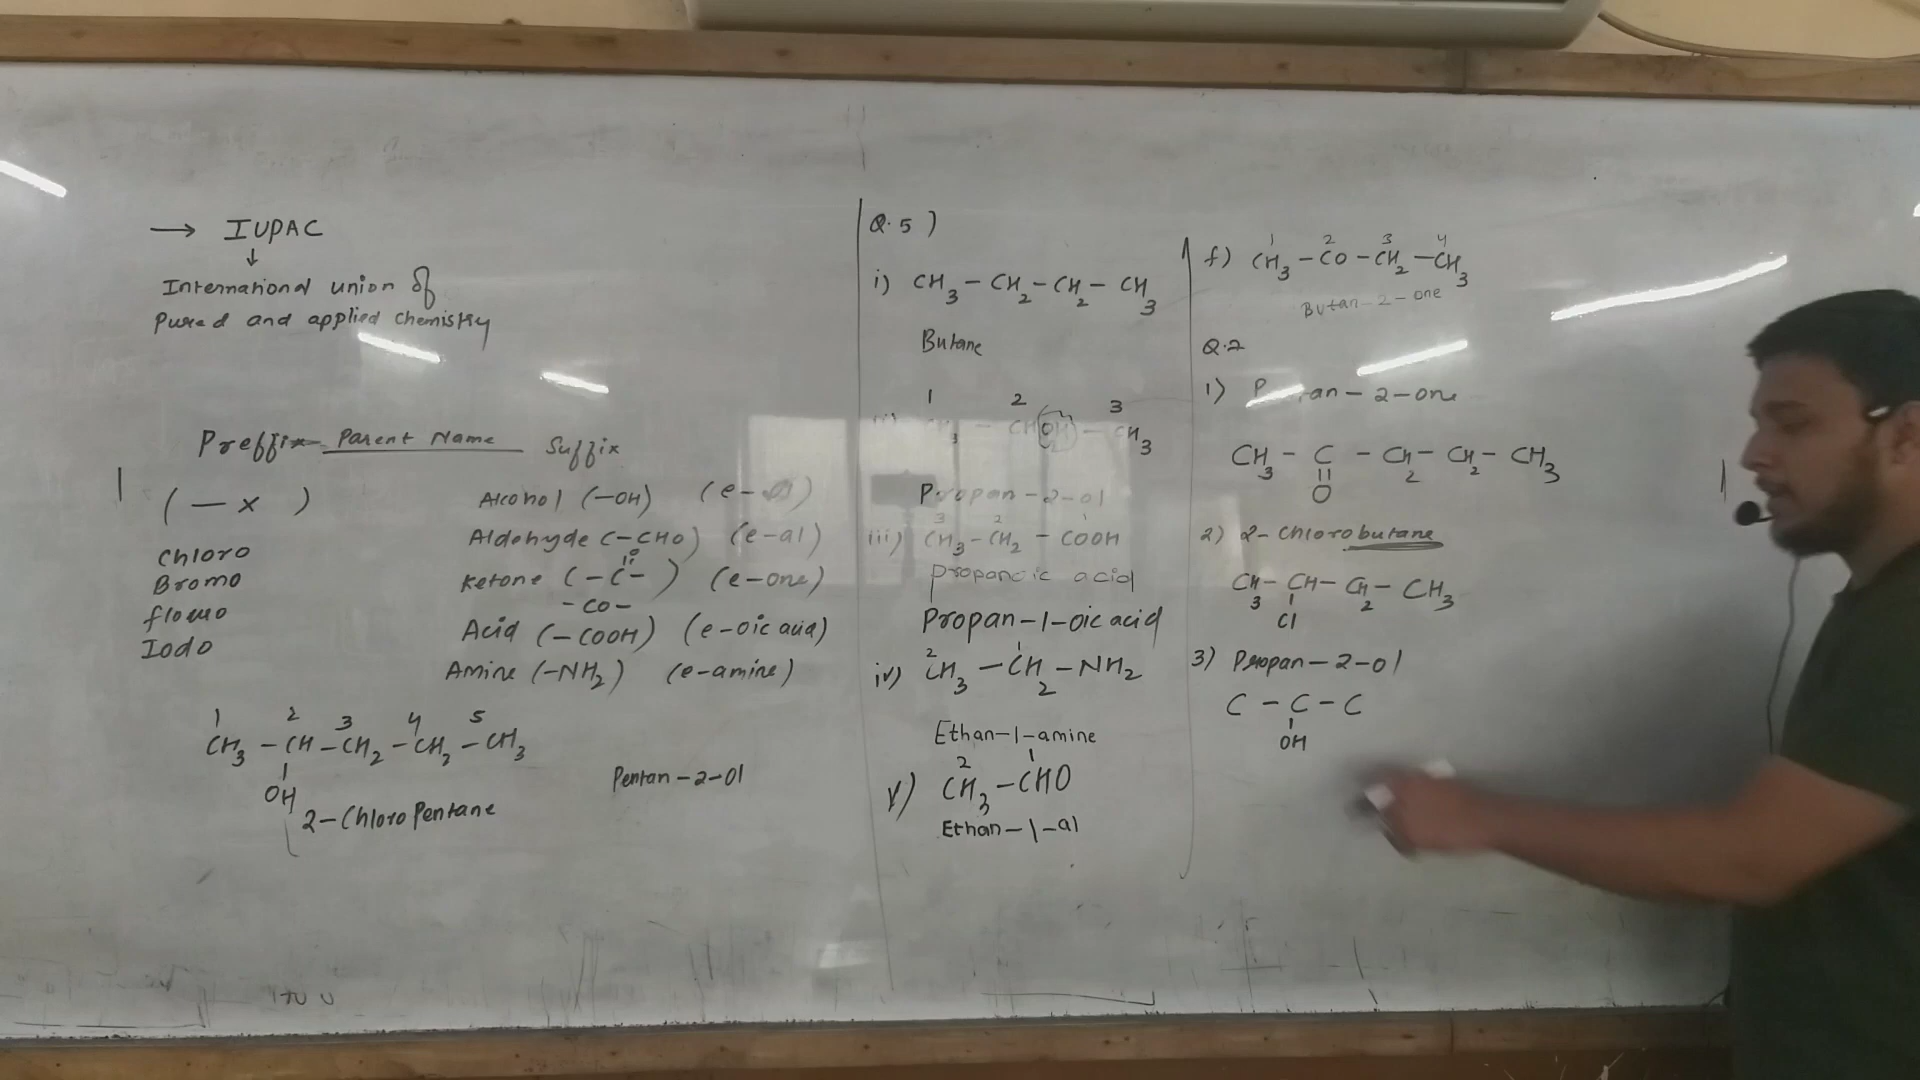 → IUPAC
↓
International union of
Pured and applied chemistry
Preffix Parent Name Suffix
(—x )
Chloro
Bromo
flouro
Iodo
Alcohol (-OH) (e-ol)
Aldehyde (-CHO) (e-al)
O
Ketone (-C-) (e-one)
-CO-
Acid (-COOH) (e-oic acid)
Amine (-NH2) (e-amine)
1 2 3 4 5
CH3 - CH - CH2 - CH2 - CH3
OH
2-Chloro Pentane
Pentan-2-ol
Q.5)
i) CH3 - CH2 - CH2 - CH3
Butane
1 2 3
CH3 - CHOH - CH3
Propan-2-ol
3 2 1
iii) CH3 - CH2 - COOH
propanoic acid
Propan-1-oic acid
2 1
iv) CH3 - CH2 - NH2
Ethan-1-amine
2 1
v) CH3 - CHO
Ethan-1-al
1 2 3 4
f) CH3 - CO - CH2 - CH3
Butan-2-one
Q.2
1) an-2-one
CH3 - C - CH2 - CH2 - CH3
O
2) 2-chlorobutane
CH3 - CH - CH2 - CH3
Cl
3) Propan-2-ol
C - C - C
OH